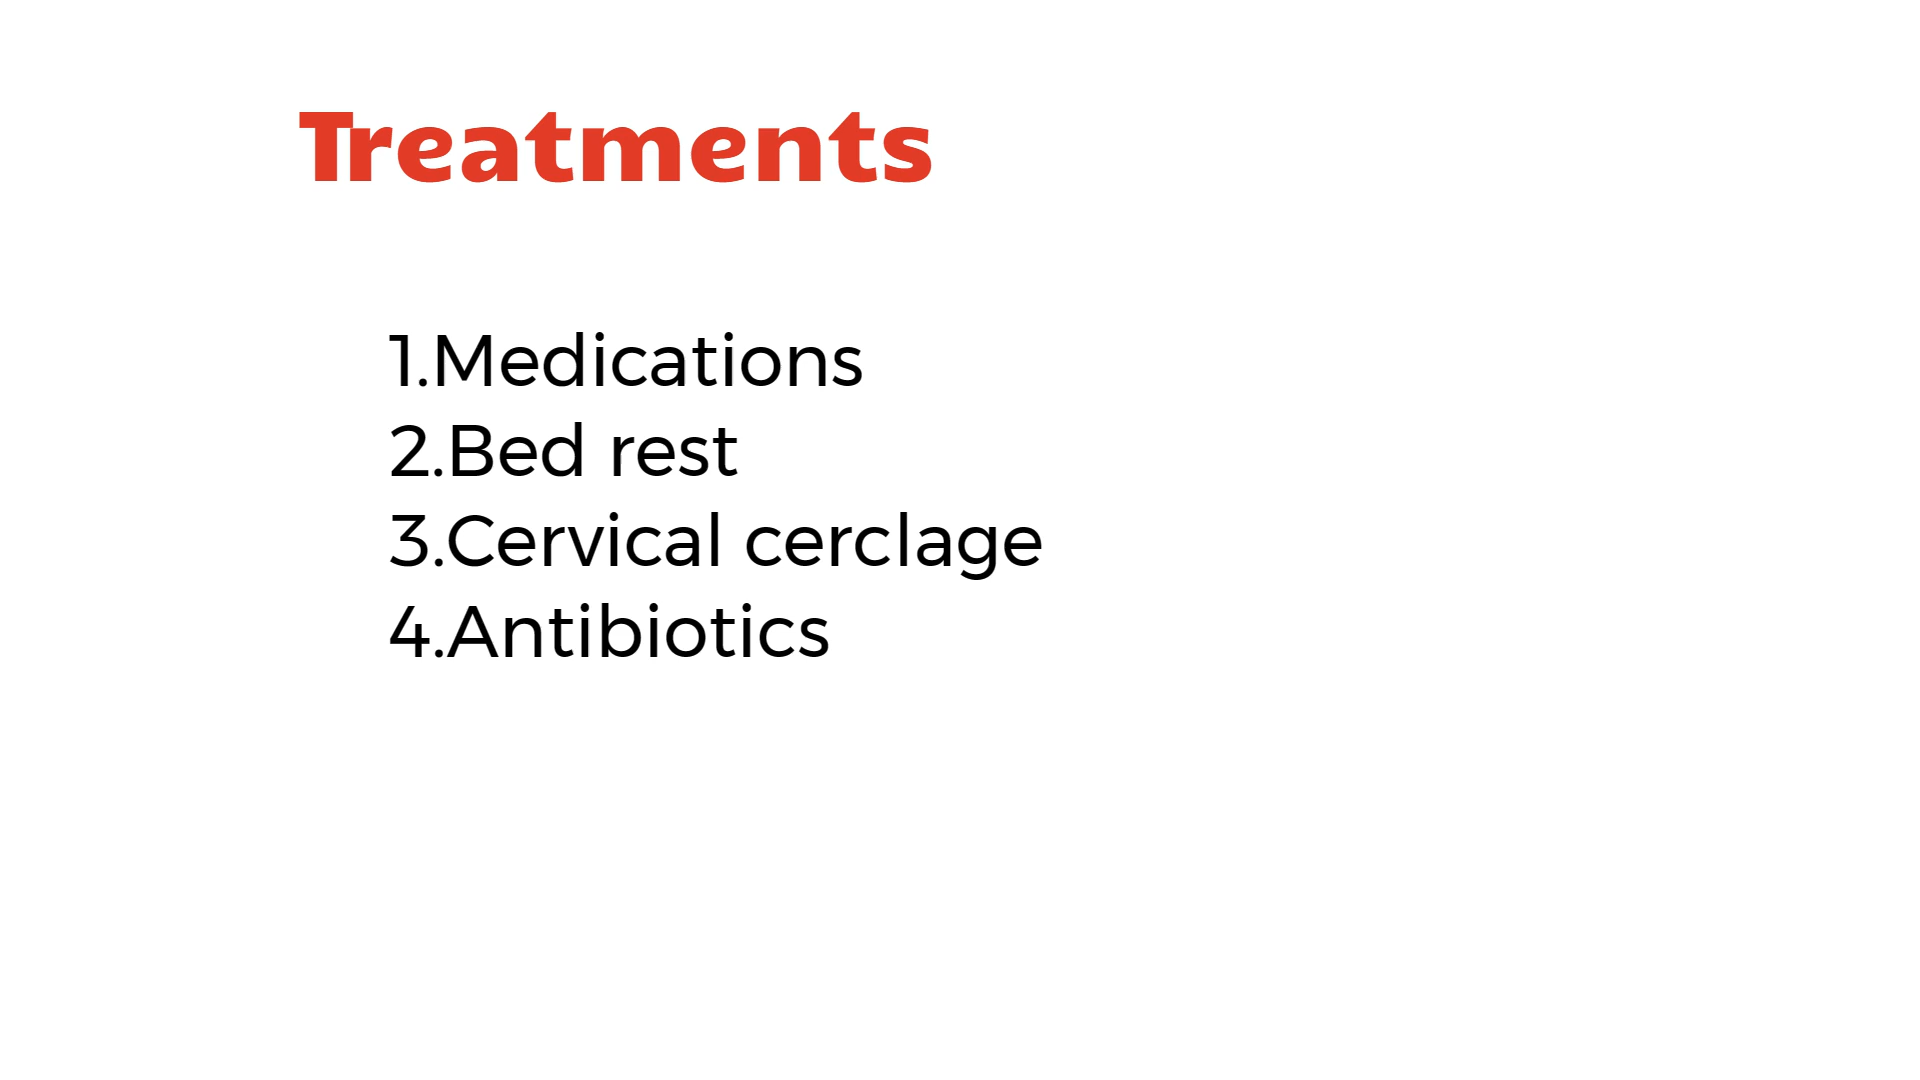 Treatments
1.Medications
2.Bed rest
3.Cervical cerclage
4.Antibiotics